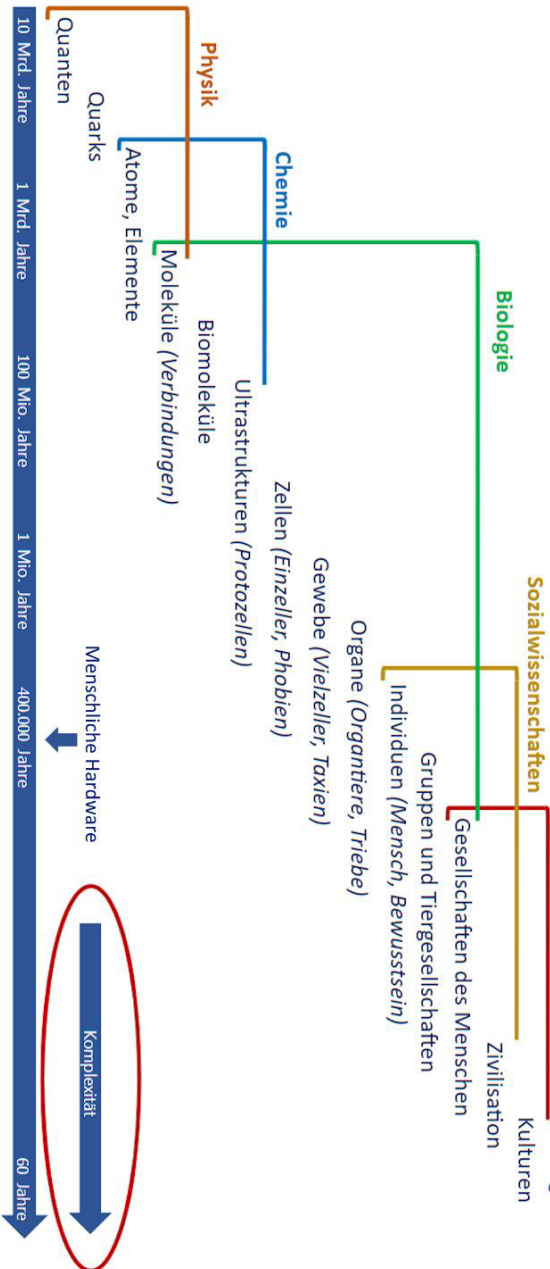 Physik
Chemie
Biologie
Sozialwissenschaften
Kulturen
Zivilisation
Gesellschaften des Menschen
Gruppen und Tiergesellschaften
Individuen (Mensch, Bewusstsein)
Organe (Organtiere, Triebe)
Gewebe (Vielzeller, Taxien)
Zellen (Einzeller, Phobien)
Ultrastrukturen (Protozellen)
Biomoleküle
Moleküle (Verbindungen)
Atome, Elemente
Quarks
Quanten
Menschliche Hardware
Komplexität
10 Mrd. Jahre
1 Mrd. Jahre
100 Mio. Jahre
1 Mio. Jahre
400.000 Jahre
60 Jahre